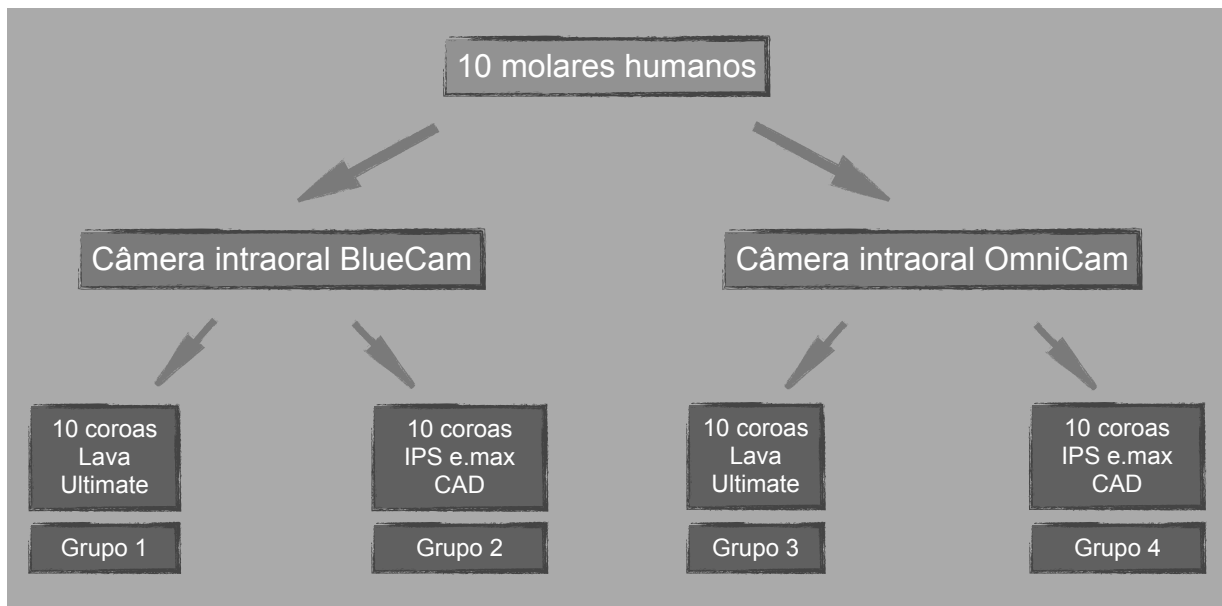 10 molares humanos
Câmera intraoral BlueCam
Câmera intraoral OmniCam
10 coroas
Lava
Ultimate
10 coroas
IPS e.max
CAD
10 coroas
Lava
Ultimate
10 coroas
IPS e.max
CAD
Grupo 1
Grupo 2
Grupo 3
Grupo 4